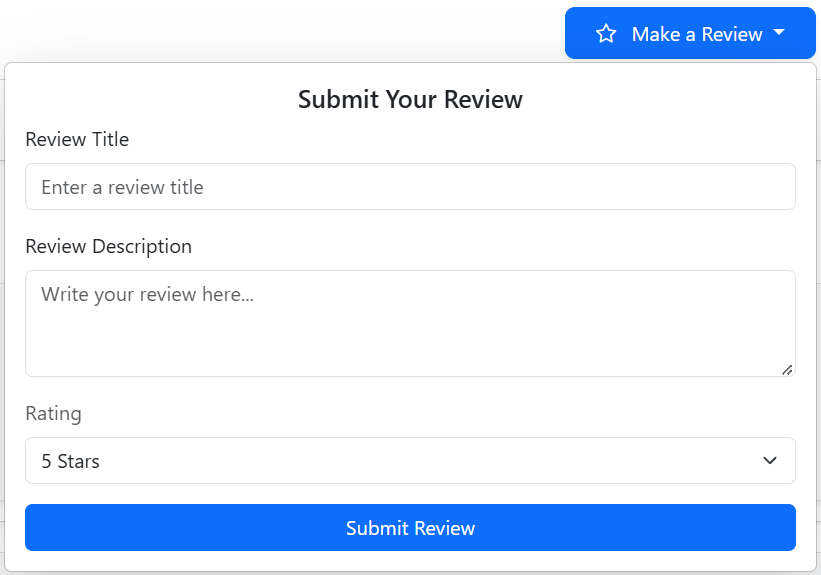 Make a Review
Submit Your Review
Review Title
Enter a review title
Review Description
Write your review here...
Rating
5 Stars
Submit Review